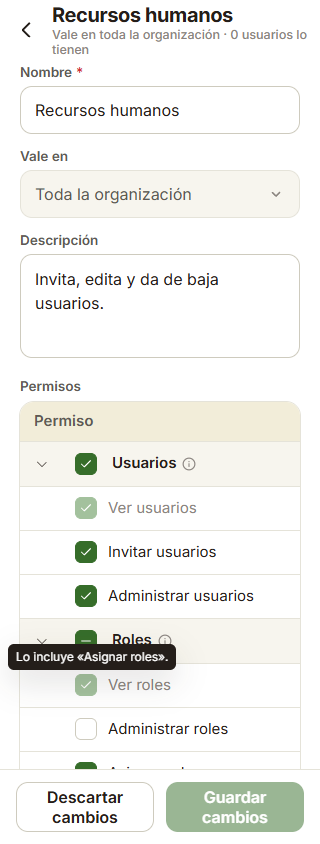 Recursos humanos
Vale en toda la organización · 0 usuarios lo
tienen
Nombre *
Recursos humanos
Vale en
Toda la organización
Descripción
Invita, edita y da de baja
usuarios.
Permisos
Permiso
Usuarios
Ver usuarios
Invitar usuarios
Administrar usuarios
Roles
Lo incluye «Asignar roles».
Ver roles
Administrar roles
Descartar
cambios
Guardar
cambios